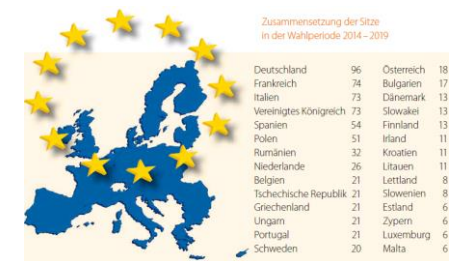 Zusammensetzung der Sitze
in der Wahlperiode 2014 – 2019
Deutschland 96
Frankreich 74
Italien 73
Vereinigtes Königreich 73
Spanien 54
Polen 51
Rumänien 32
Niederlande 26
Belgien 21
Tschechische Republik 21
Griechenland 21
Ungarn 21
Portugal 21
Schweden 20
Österreich 18
Bulgarien 17
Dänemark 13
Slowakei 13
Finnland 13
Irland 11
Kroatien 11
Litauen 11
Lettland 8
Slowenien 8
Estland 6
Zypern 6
Luxemburg 6
Malta 6